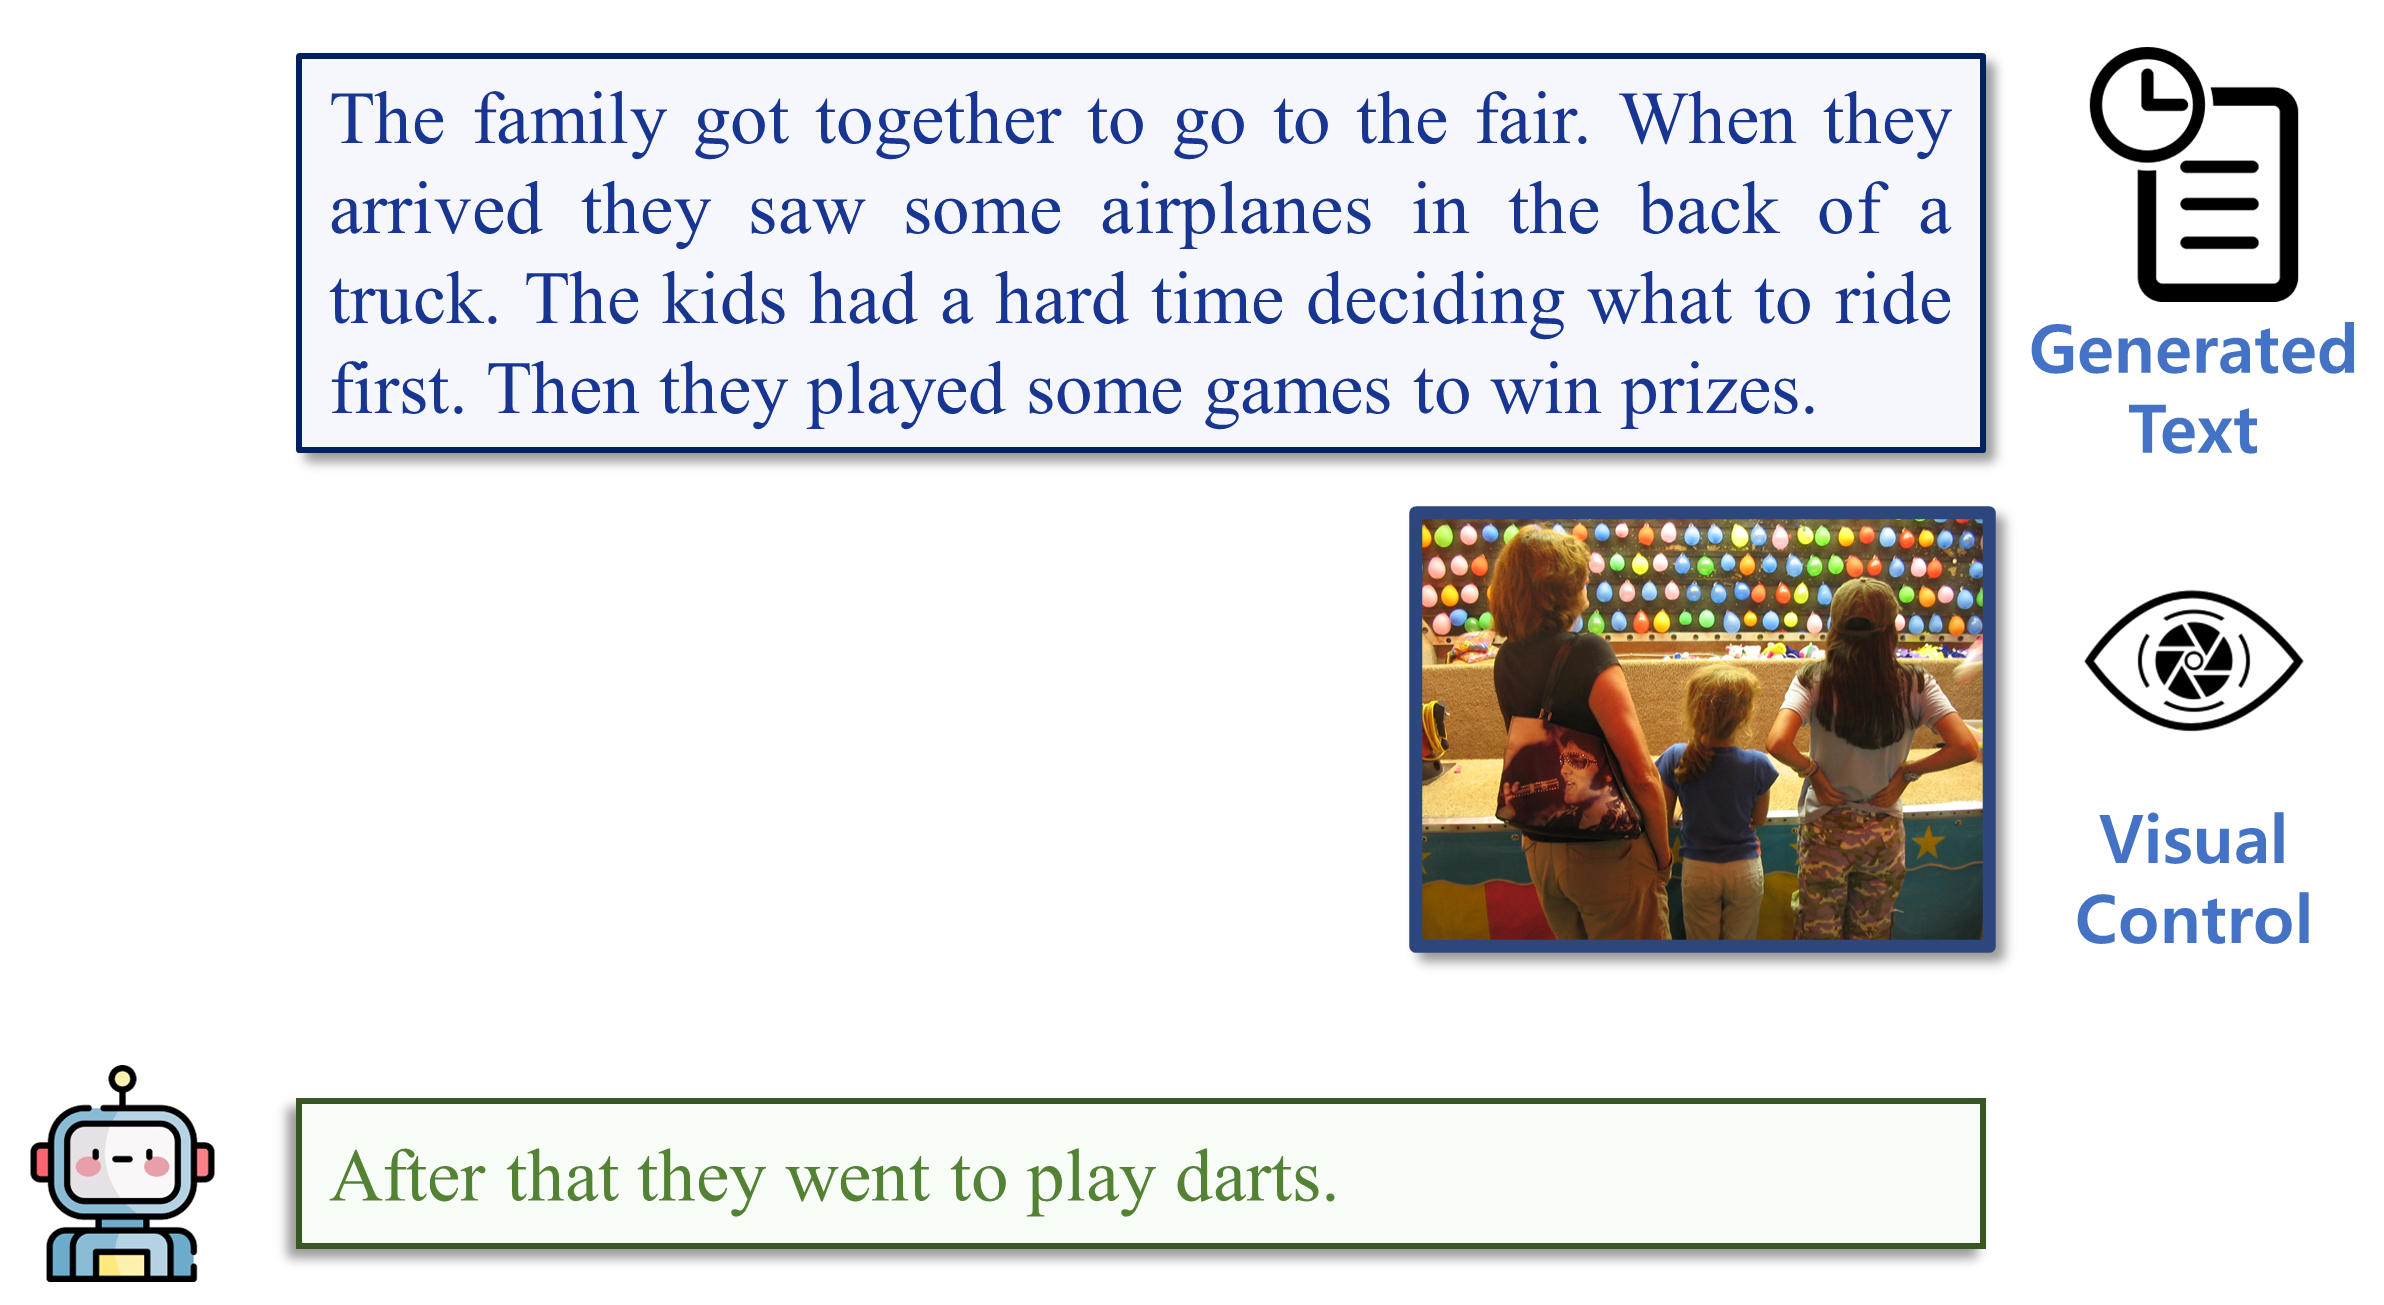 The family got together to go to the fair. When they
arrived they saw some airplanes in the back of a
truck. The kids had a hard time deciding what to ride
first. Then they played some games to win prizes.
Generated
Text
Visual
Control
After that they went to play darts.